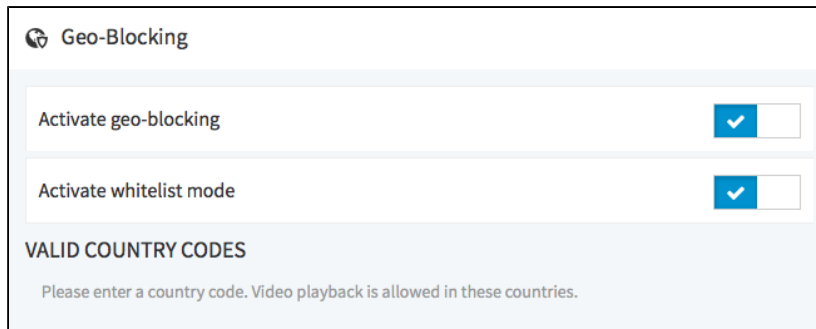 Geo-Blocking
Activate geo-blocking
Activate whitelist mode
VALID COUNTRY CODES
Please enter a country code. Video playback is allowed in these countries.